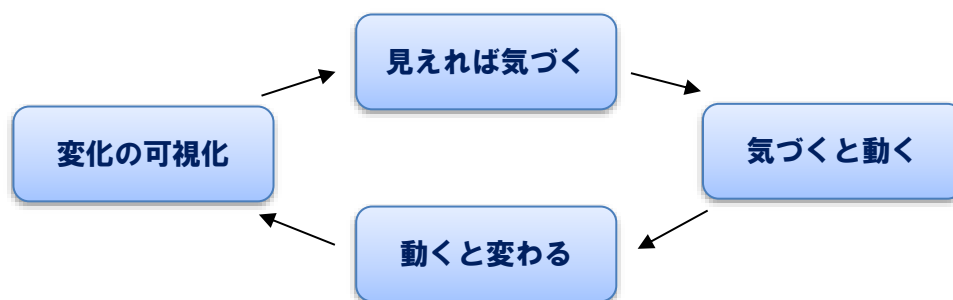 見えれば気づく
変化の可視化
気づくと動く
動くと変わる